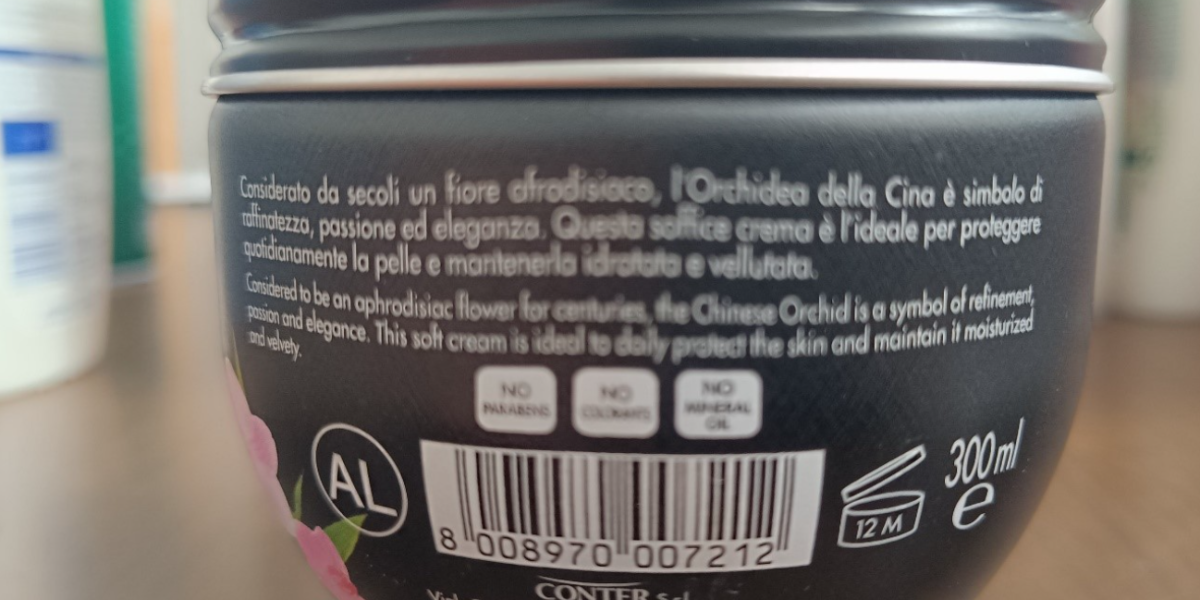 Considerato da secoli un fiore afrodisiaco, l'Orchidea della Cina è simbolo di
raffinatezza, passione ed eleganza. Questa soffice crema è l'ideale per proteggere
quotidianamente la pelle e mantenerla idratata e vellutata.
Considered to be an aphrodisiac flower for centuries, the Chinese Orchid is a symbol of refinement,
passion and elegance. This soft cream is ideal to daily protect the skin and maintain it moisturized
and velvety.
NO
PARABENS
NO
COLORANTS
NO
MINERAL
OIL
AL
8 008970 007212
12 M
300 ml
e
CONTER s.r.l.